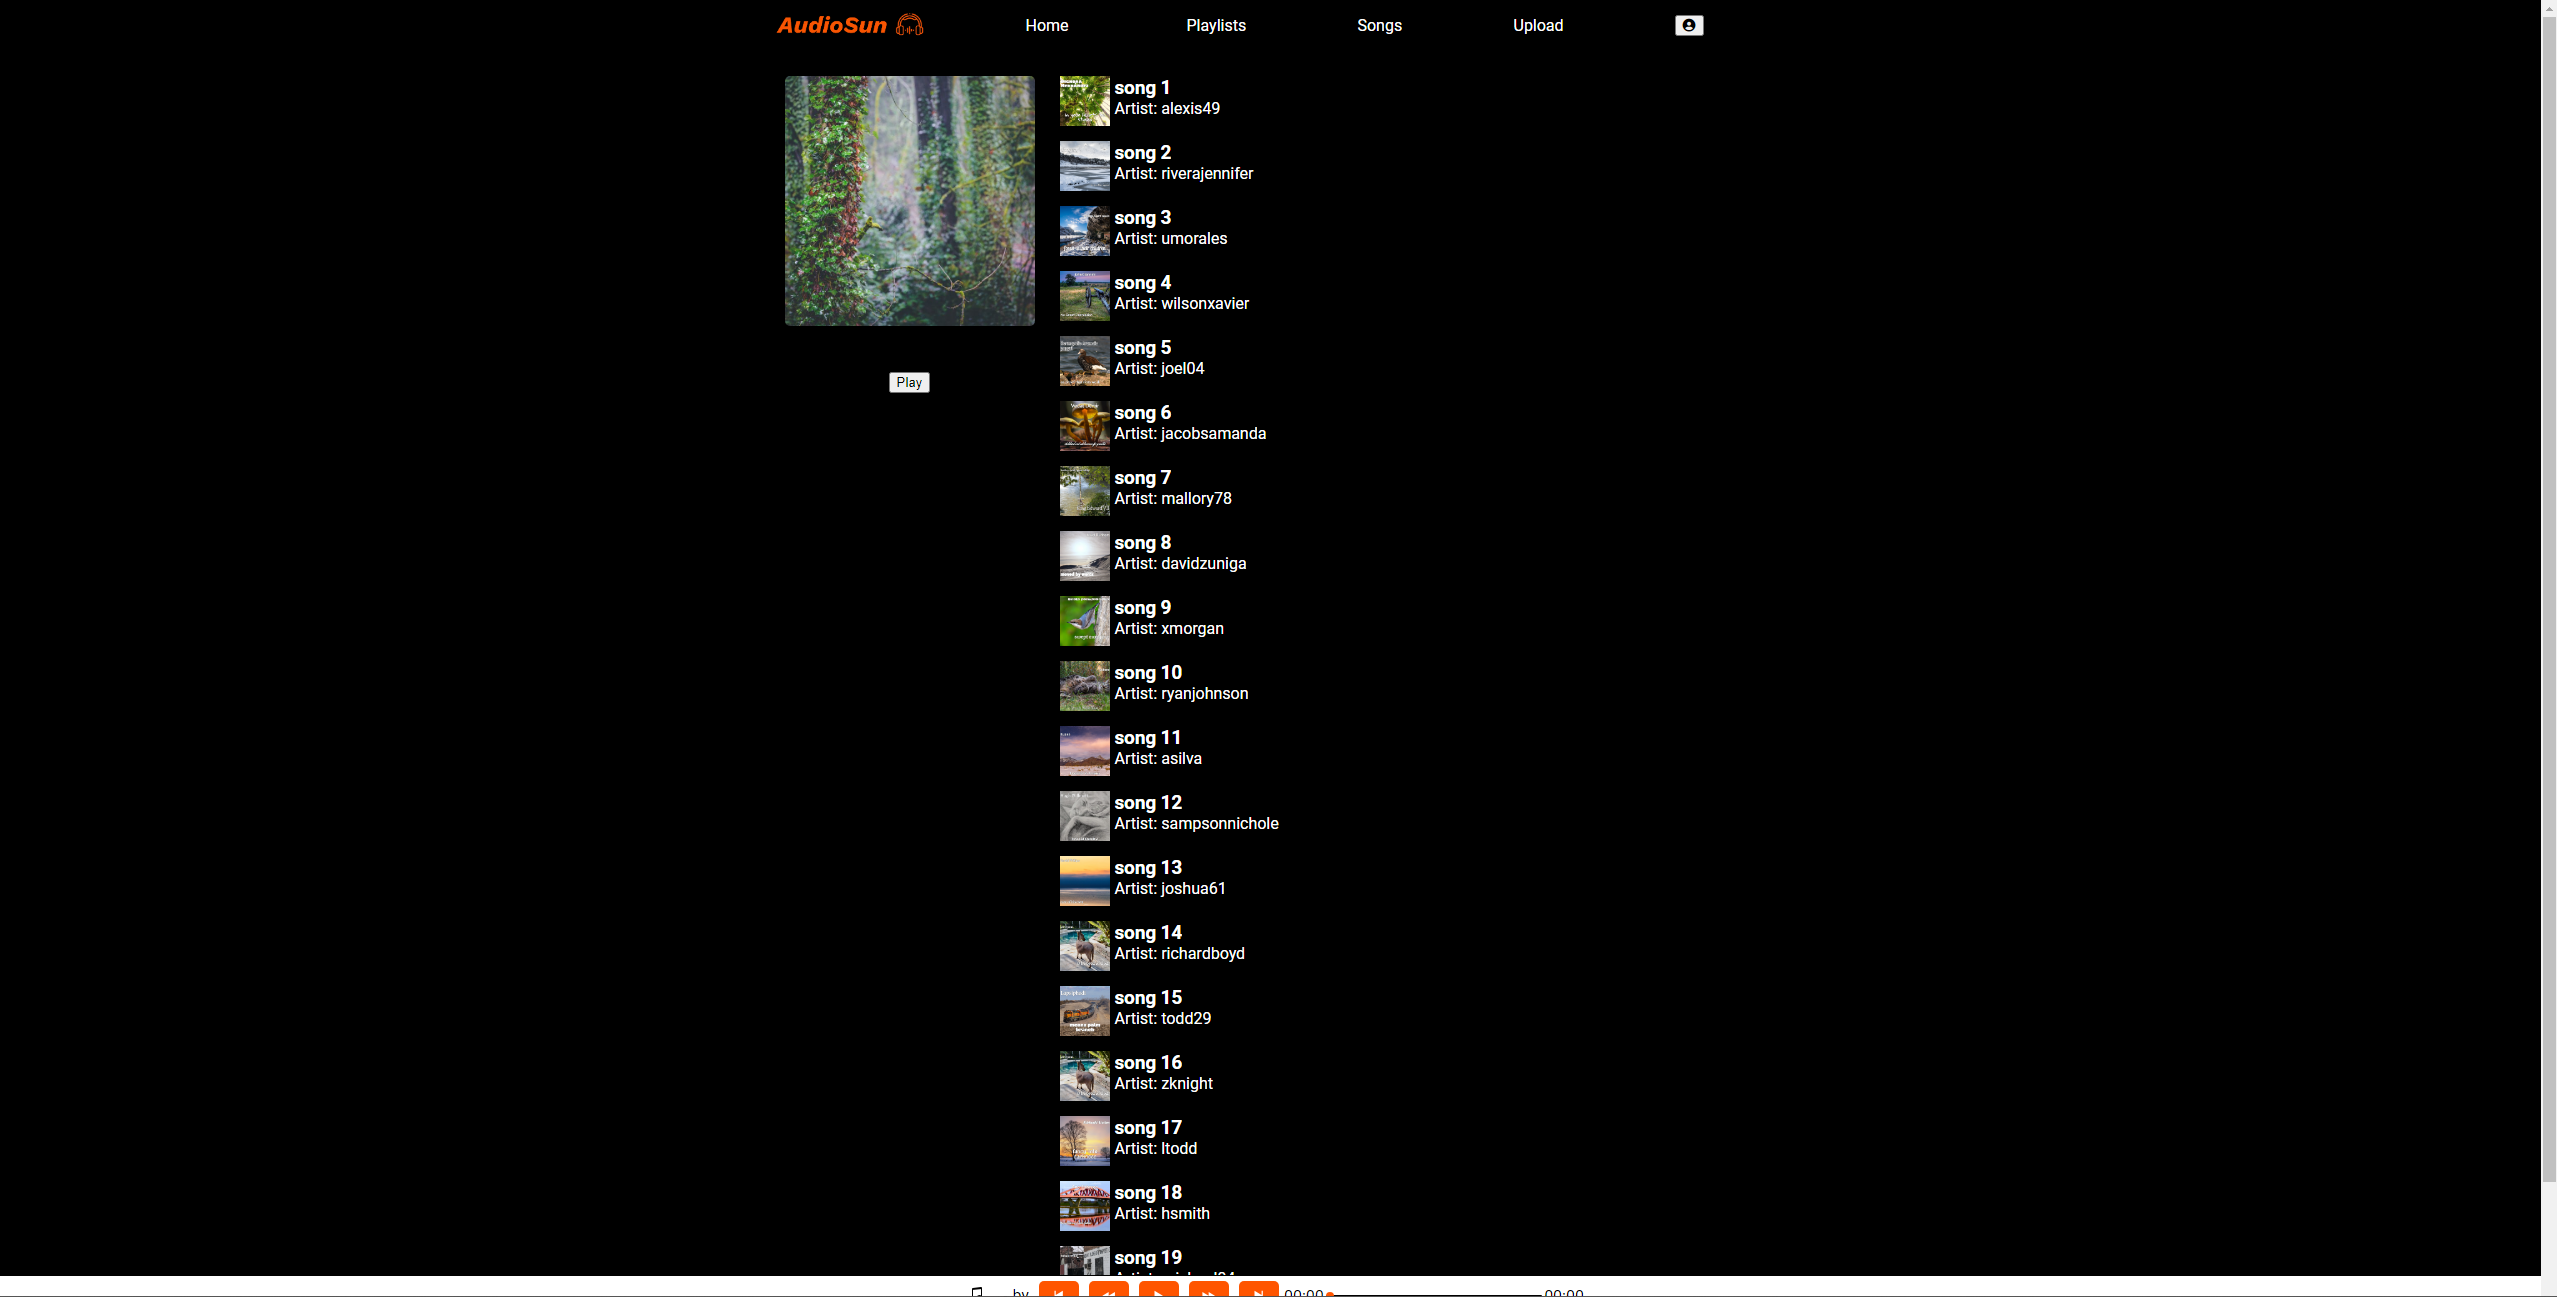 AudioSun
Home
Playlists
Songs
Upload
Play
song 1
Artist: alexis49
song 2
Artist: riverajennifer
song 3
Artist: umorales
song 4
Artist: wilsonxavier
song 5
Artist: joel04
song 6
Artist: jacobsamanda
song 7
Artist: mallory78
song 8
Artist: davidzuniga
song 9
Artist: xmorgan
song 10
Artist: ryanjohnson
song 11
Artist: asilva
song 12
Artist: sampsonnichole
song 13
Artist: joshua61
song 14
Artist: richardboyd
song 15
Artist: todd29
song 16
Artist: zknight
song 17
Artist: ltodd
song 18
Artist: hsmith
song 19
by
00:00
00:00